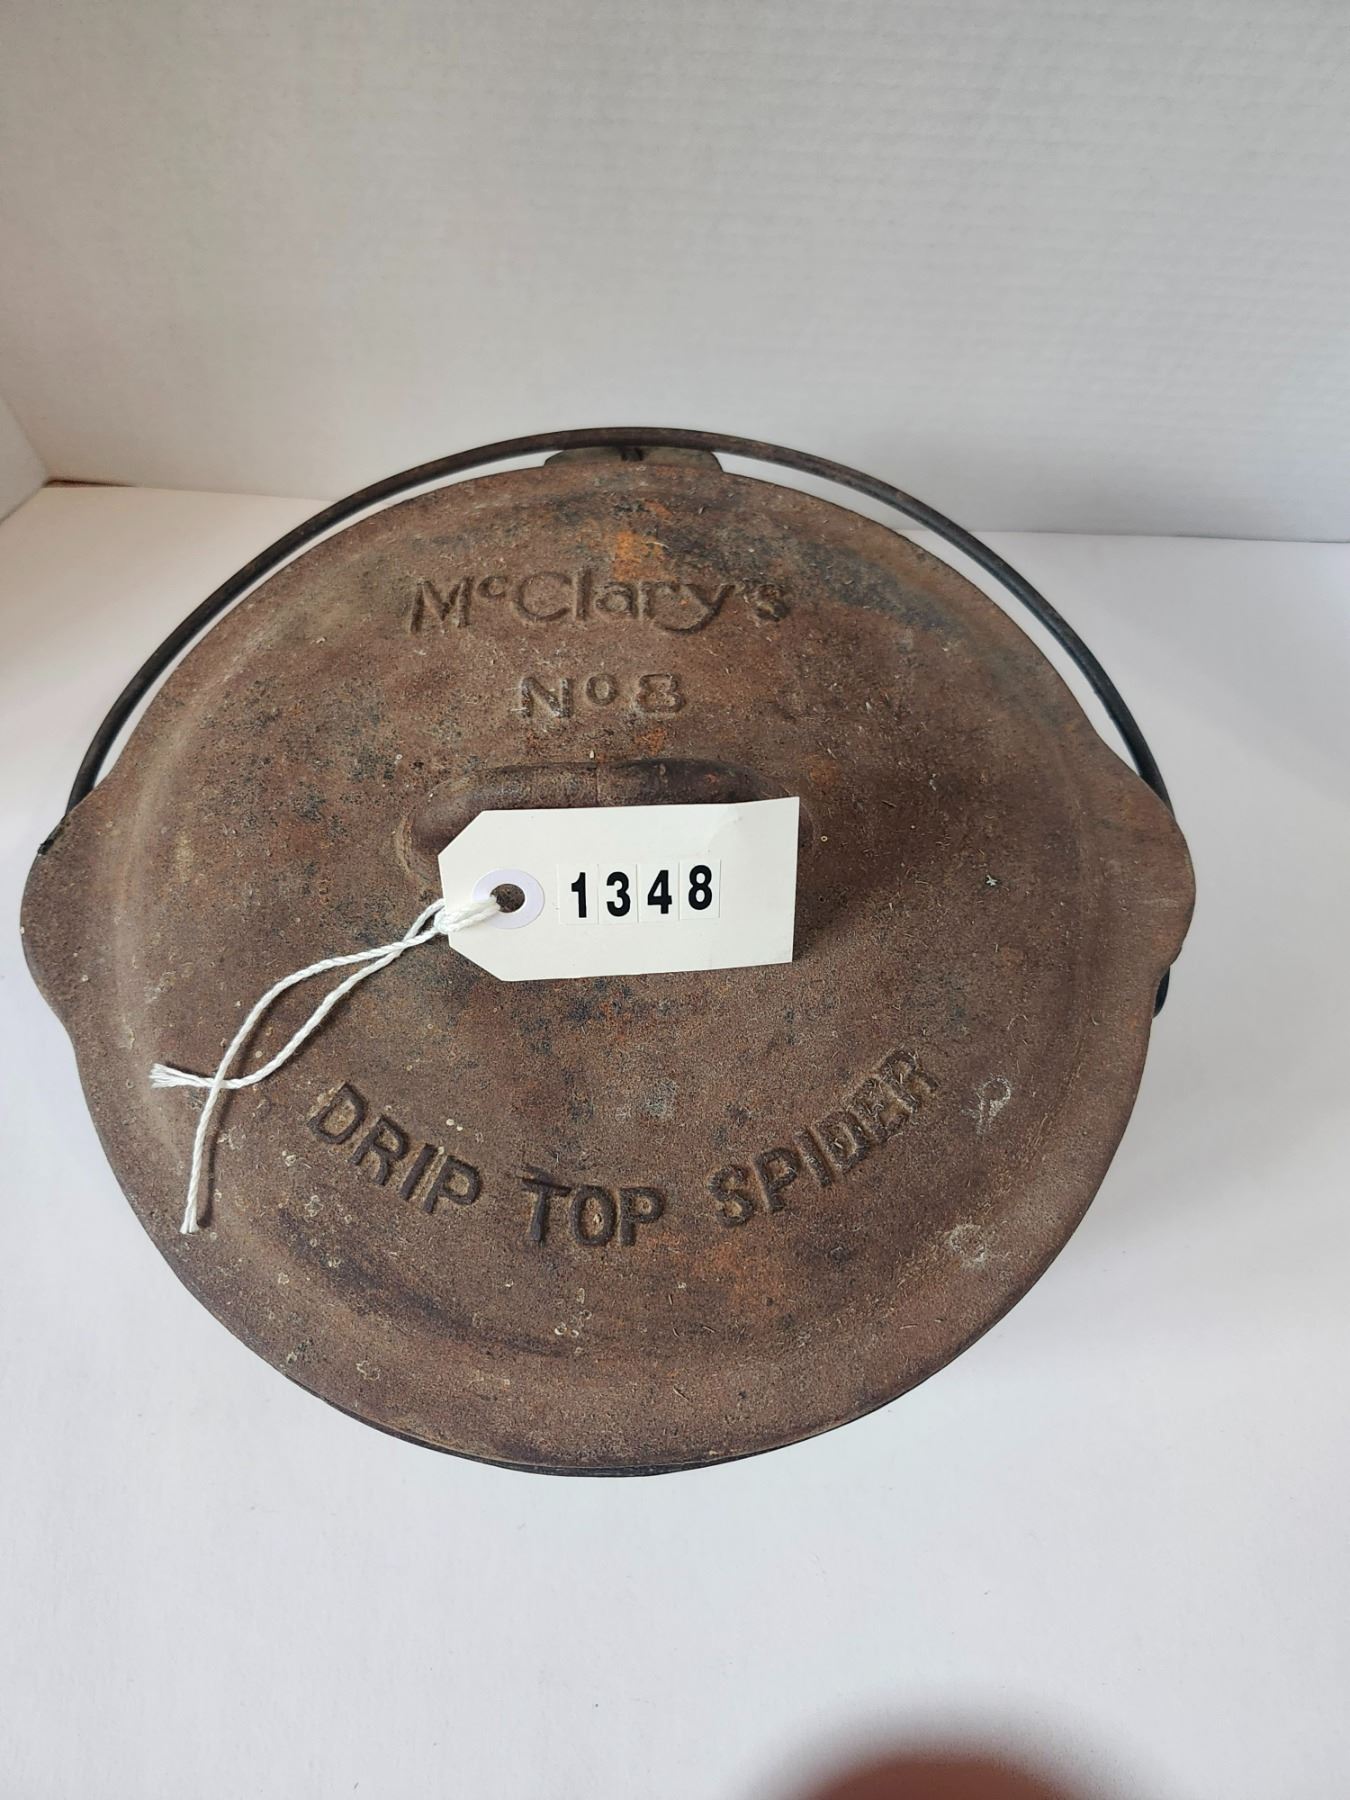 McClary's
No 8
1348
DRIP TOP SPIDER